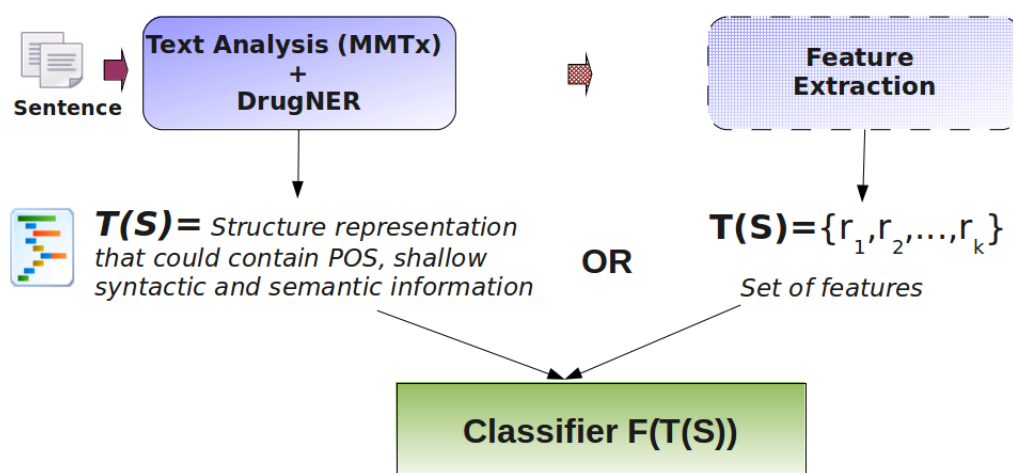 Text Analysis (MMTx)
+
DrugNER
Sentence
Feature
Extraction
T(S)= Structure representation
that could contain POS, shallow
syntactic and semantic information
OR
T(S)={r1,r2,...,rk}
Set of features
Classifier F(T(S))